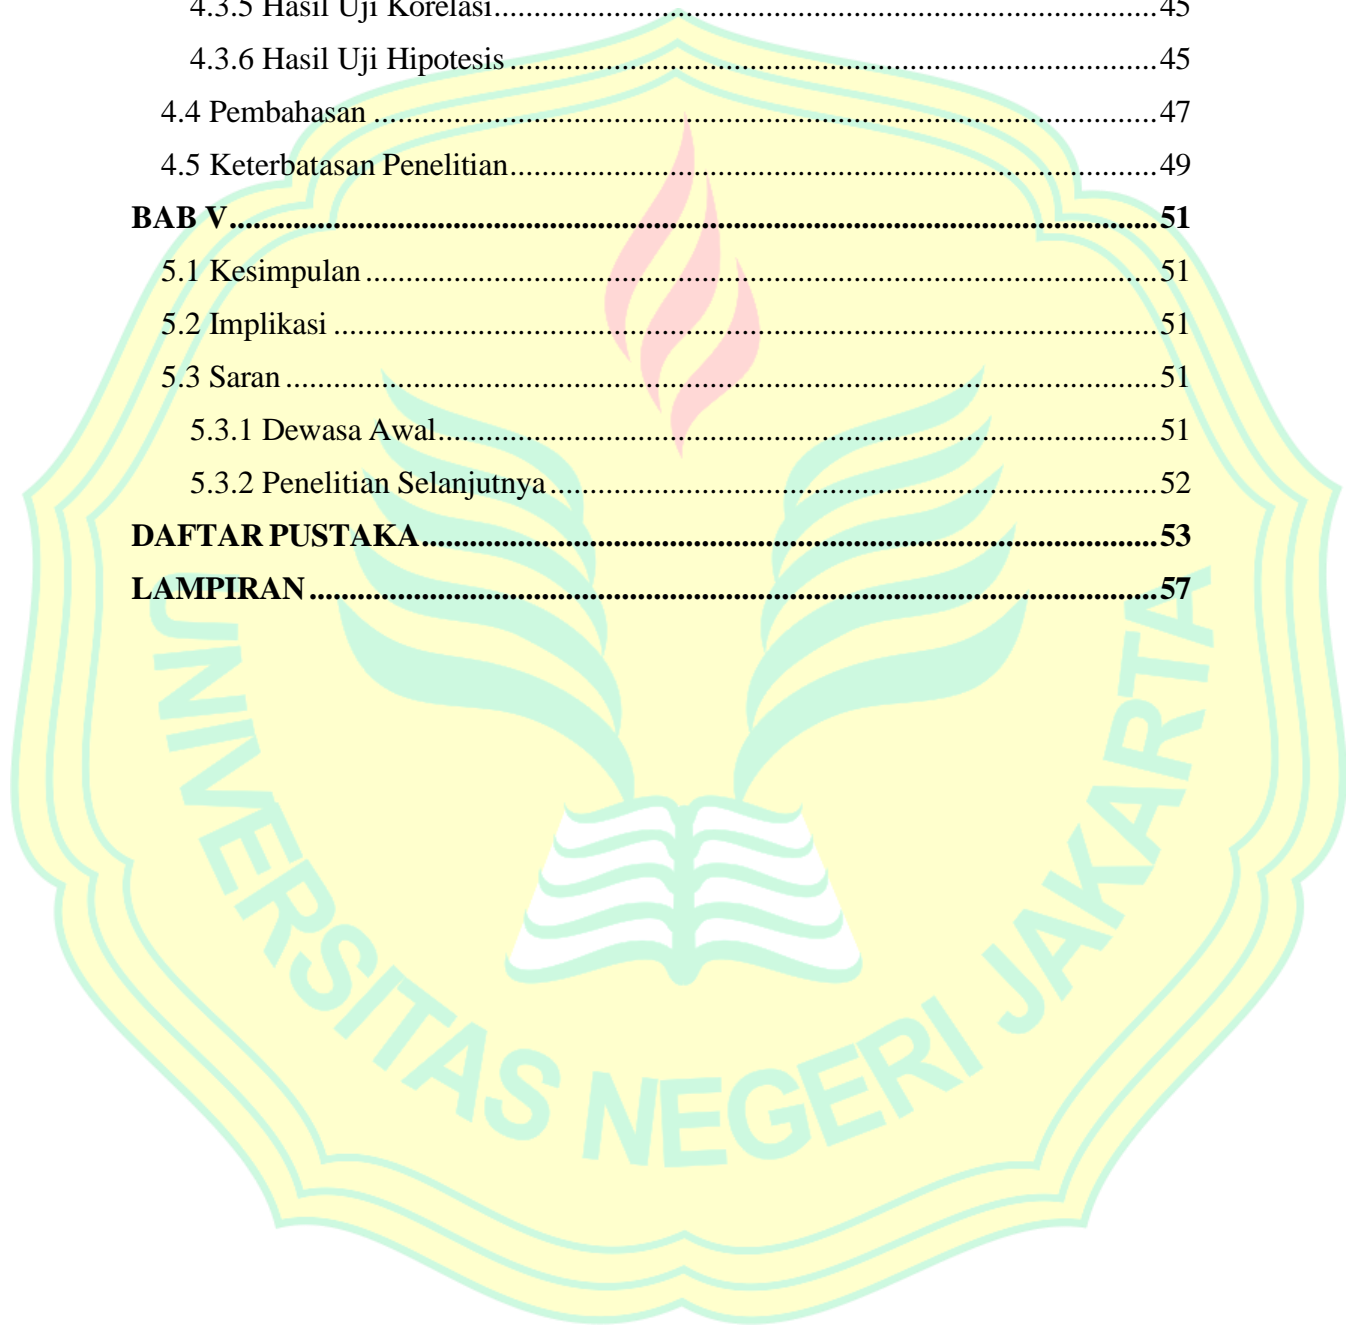 4.3.5 Hasil Uji Korelasi.......................................................................................45
4.3.6 Hasil Uji Hipotesis.....................................................................................45
4.4 Pembahasan.....................................................................................................47
4.5 Keterbatasan Penelitian...................................................................................49
BAB V.....................................................................................................................51
5.1 Kesimpulan......................................................................................................51
5.2 Implikasi..........................................................................................................51
5.3 Saran................................................................................................................51
5.3.1 Dewasa Awal..............................................................................................51
5.3.2 Penelitian Selanjutnya................................................................................52
DAFTAR PUSTAKA.............................................................................................53
LAMPIRAN...........................................................................................................57
UNIVERSITAS NEGERI JAKARTA